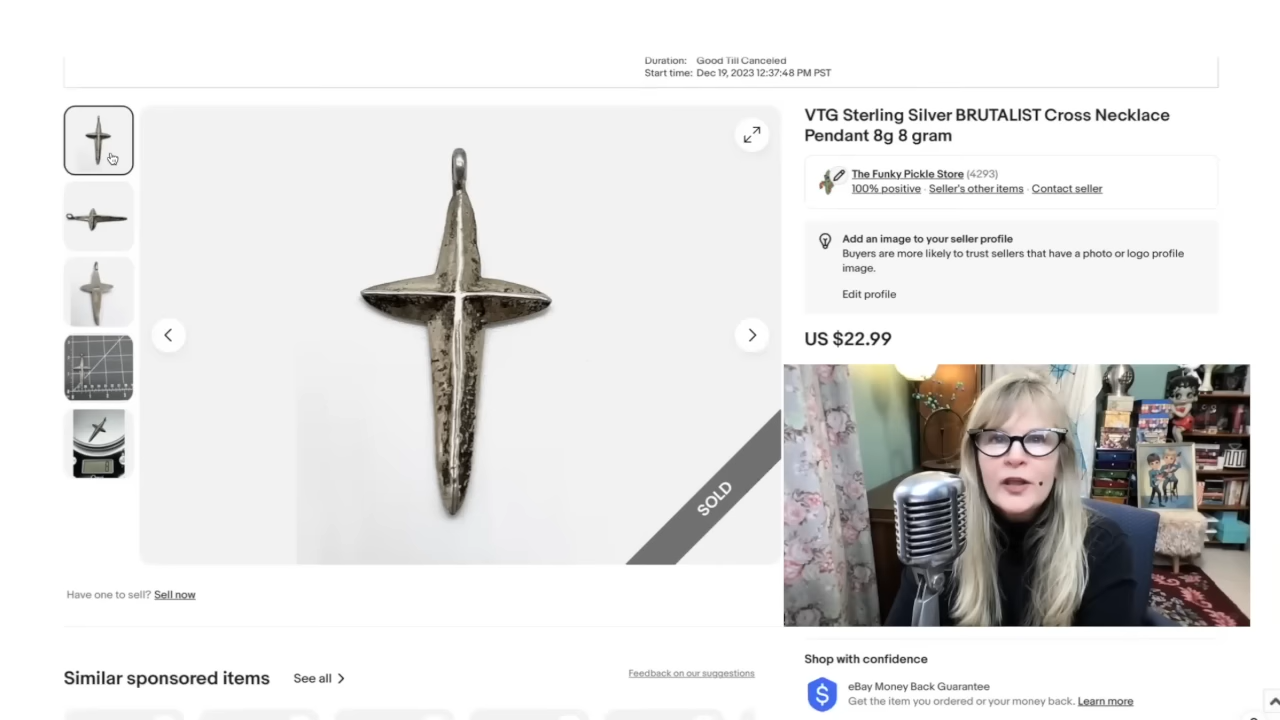 Duration: Good Till Canceled
Start time: Dec 19, 2023 12:37:48 PM PST
VTG Sterling Silver BRUTALIST Cross Necklace
Pendant 8g 8 gram
The Funky Pickle Store (4293)
100% positive · Seller's other items · Contact seller
Add an image to your seller profile
Buyers are more likely to trust sellers that have a photo or logo profile
image.
Edit profile
US $22.99
SOLD
Have one to sell? Sell now
Similar sponsored items See all
Feedback on our suggestions
Shop with confidence
eBay Money Back Guarantee
Get the item you ordered or your money back. Learn more